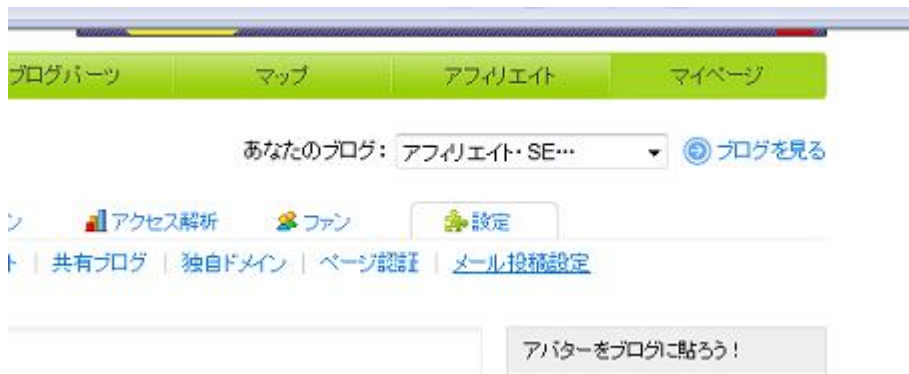 ブログパーツ マップ アフィリエイト マイページ
あなたのブログ: アフィリエイト・SE… ブログを見る
ン アクセス解析 ファン 設定
ト | 共有ブログ | 独自ドメイン | ページ認証 | メール投稿設定
アバターをブログに貼ろう!